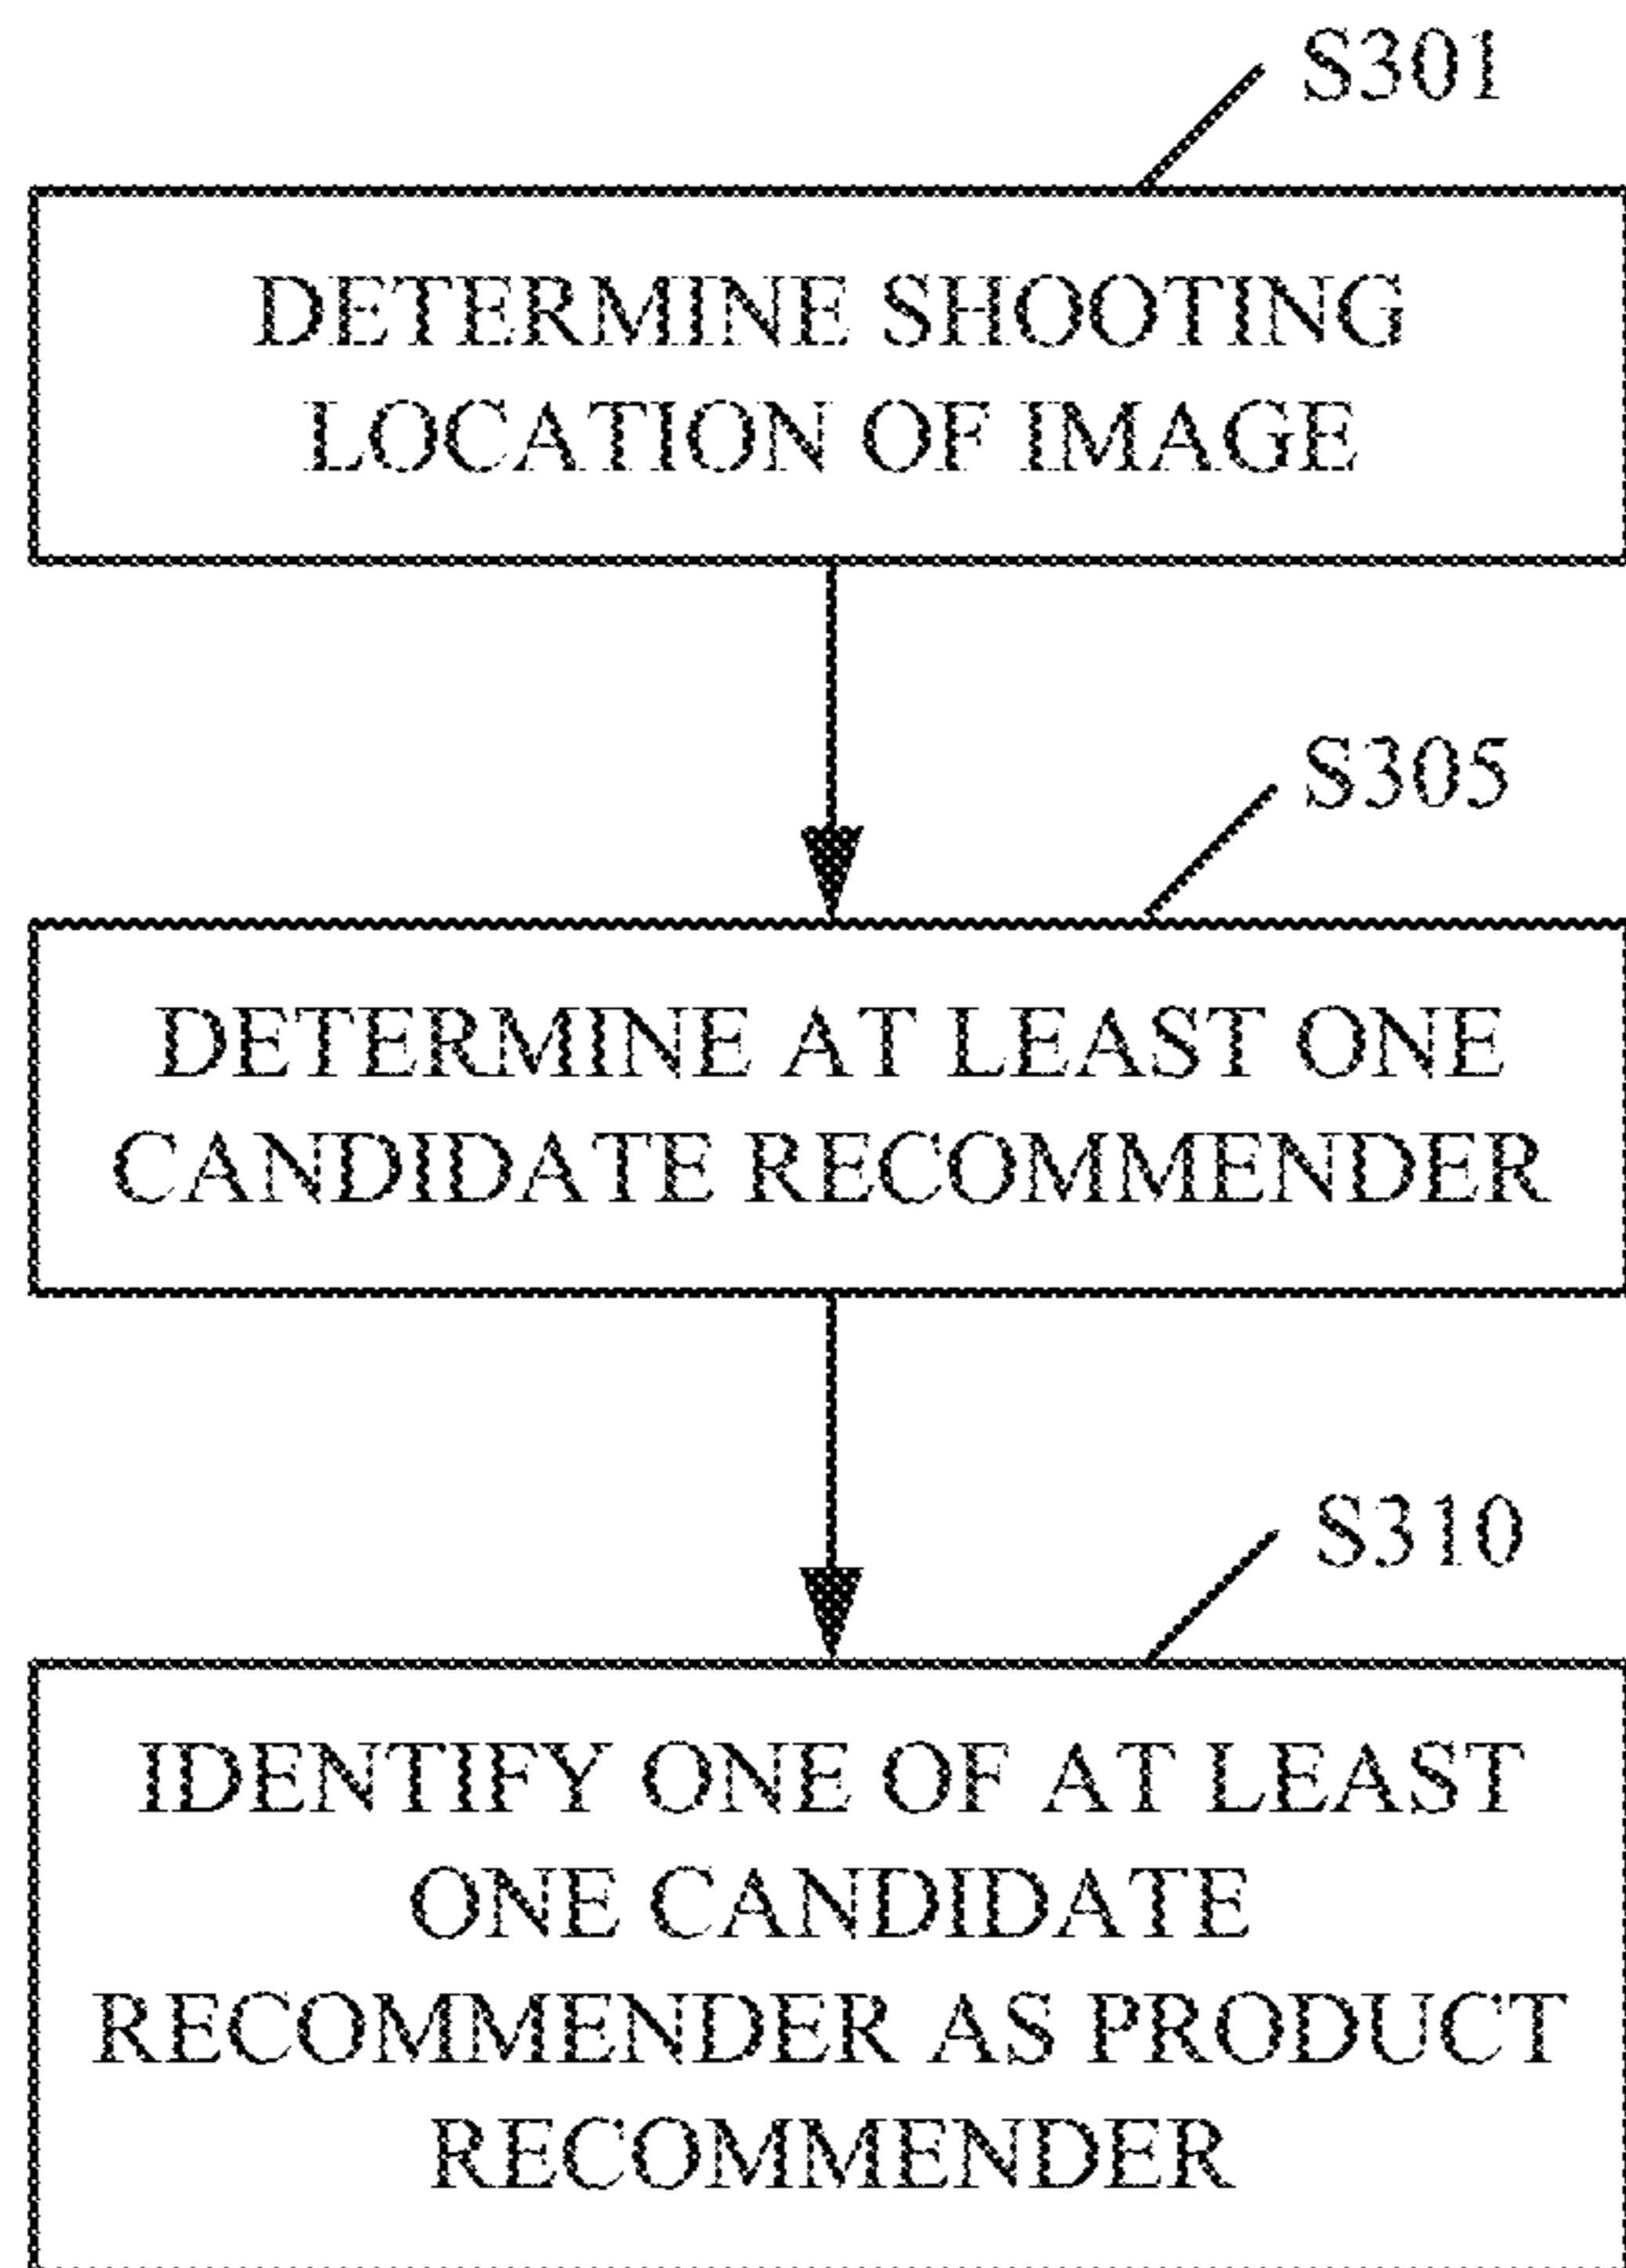 S301
DETERMINE SHOOTING
LOCATION OF IMAGE
S305
DETERMINE AT LEAST ONE
CANDIDATE RECOMMENDER
S310
IDENTIFY ONE OF AT LEAST
ONE CANDIDATE
RECOMMENDER AS PRODUCT
RECOMMENDER